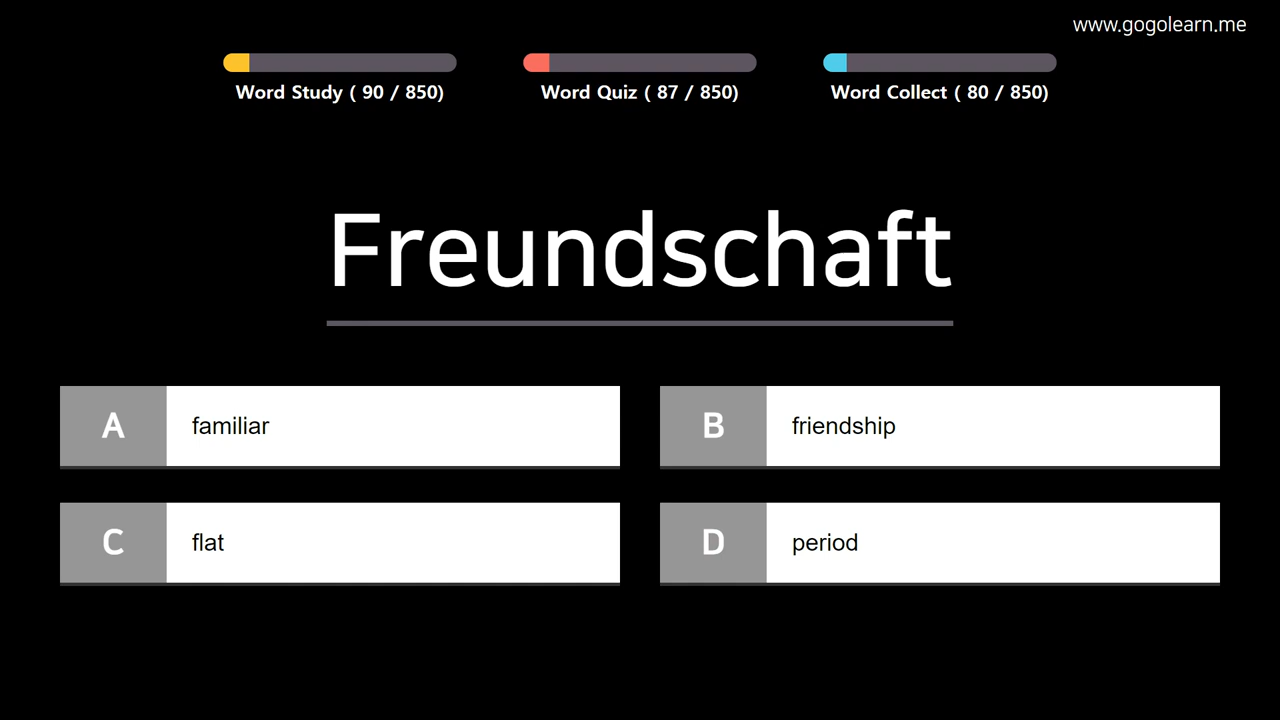 www.gogolearn.me
Word Study ( 90 / 850)
Word Quiz ( 87 / 850)
Word Collect ( 80 / 850)
Freundschaft
A familiar
B friendship
C flat
D period